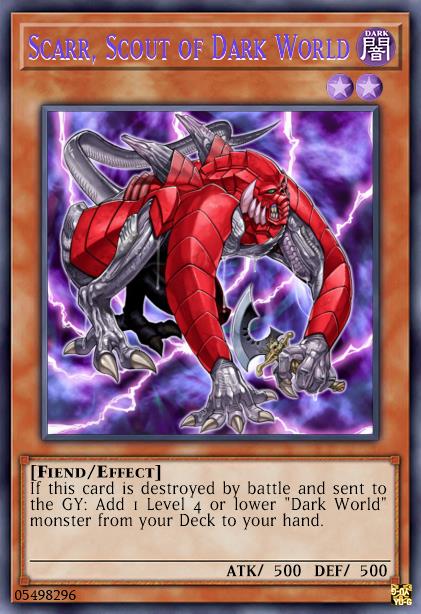 Scarr, Scout of Dark World
DARK
闇
[Fiend/Effect]
If this card is destroyed by battle and sent to
the GY: Add 1 Level 4 or lower "Dark World"
monster from your Deck to your hand.
ATK/ 500 DEF/ 500
05498296